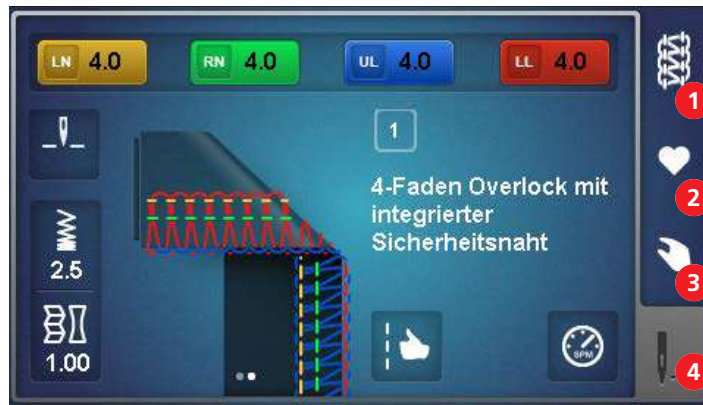 LN 4.0 RN 4.0 UL 4.0 LL 4.0
1
1
4-Faden Overlock mit
integrierter
Sicherheitsnaht
2
2.5
3
1.00
SPM
4